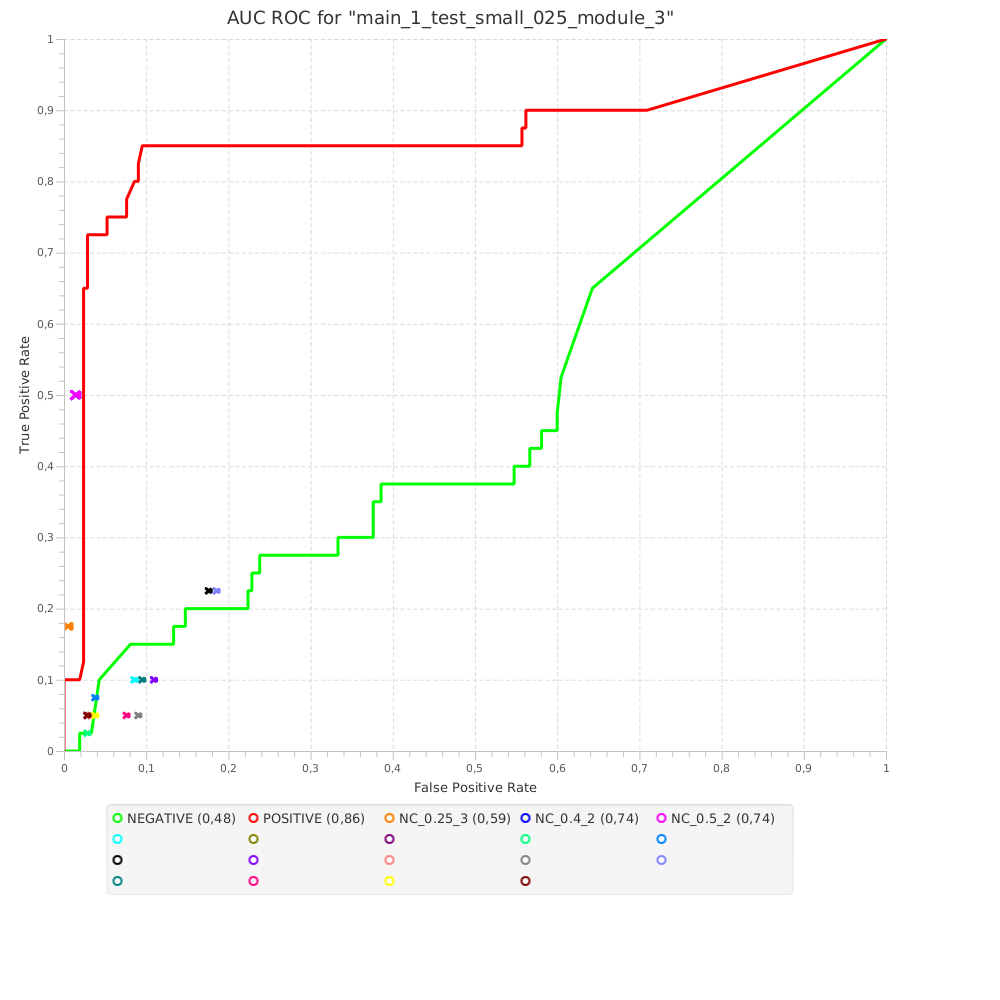 AUC ROC for "main_1_test_small_025_module_3"
1
0,9
0,8
0,7
0,6
0,5
0,4
0,3
0,2
0,1
0
True Positive Rate
0 0,1 0,2 0,3 0,4 0,5 0,6 0,7 0,8 0,9 1
False Positive Rate
NEGATIVE (0,48) POSITIVE (0,86) NC_0.25_3 (0,59) NC_0.4_2 (0,74) NC_0.5_2 (0,74)